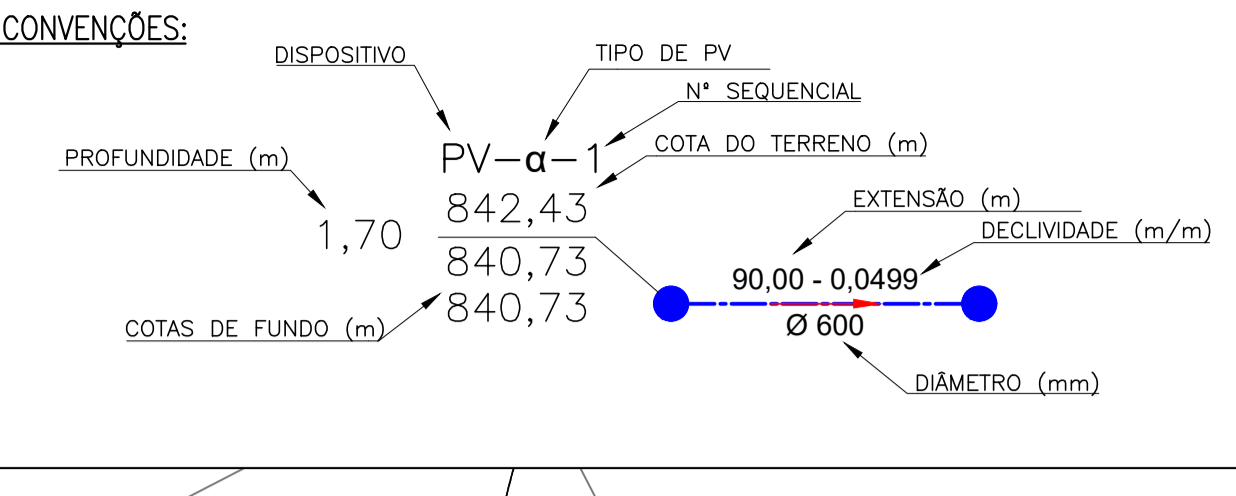 CONVENÇÕES:
DISPOSITIVO
TIPO DE PV
Nº SEQUENCIAL
PV-α-1
COTA DO TERRENO (m)
PROFUNDIDADE (m)
842,43
1,70
840,73
840,73
COTAS DE FUNDO (m)
EXTENSÃO (m)
DECLIVIDADE (m/m)
90,00 - 0,0499
Ø 600
DIÂMETRO (mm)